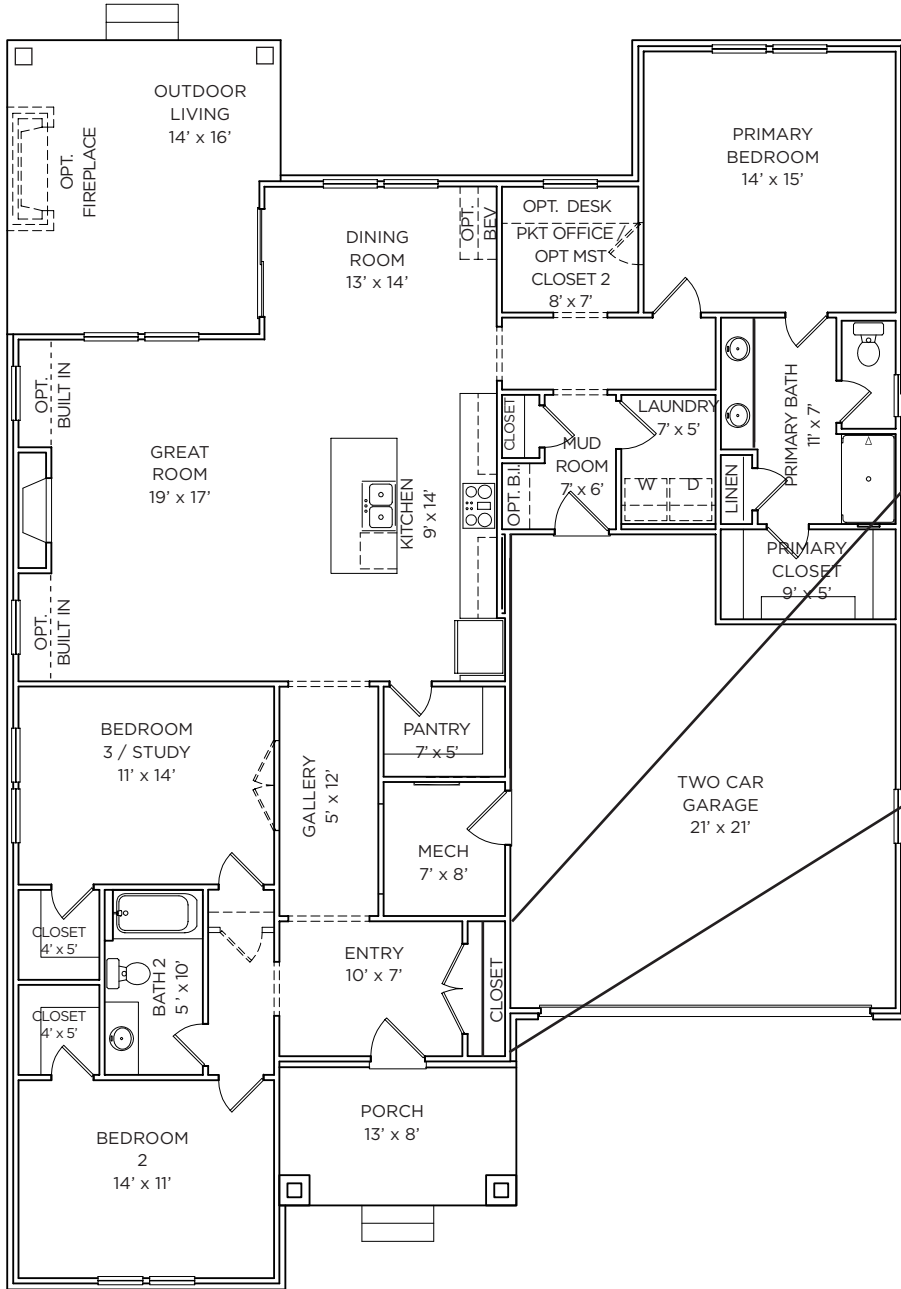 OUTDOOR
LIVING
14' x 16'
OPT.
FIREPLACE
PRIMARY
BEDROOM
14' x 15'
DINING
ROOM
13' x 14'
OPT.
BEV
OPT. DESK
PKT OFFICE /
OPT MST
CLOSET 2
8' x 7'
OPT.
BUILT IN
GREAT
ROOM
19' x 17'
KITCHEN
9' x 14'
CLOSET
OPT. B.I.
MUD
ROOM
7' x 6'
LAUNDRY
7' x 5'
W
D
LINEN
PRIMARY BATH
11' x 7'
PRIMARY
CLOSET
9' x 5'
OPT.
BUILT IN
BEDROOM
3 / STUDY
11' x 14'
GALLERY
5' x 12'
PANTRY
7' x 5'
MECH
7' x 8'
TWO CAR
GARAGE
21' x 21'
CLOSET
4' x 5'
BATH 2
5' x 10'
ENTRY
10' x 7'
CLOSET
CLOSET
4' x 5'
BEDROOM
2
14' x 11'
PORCH
13' x 8'